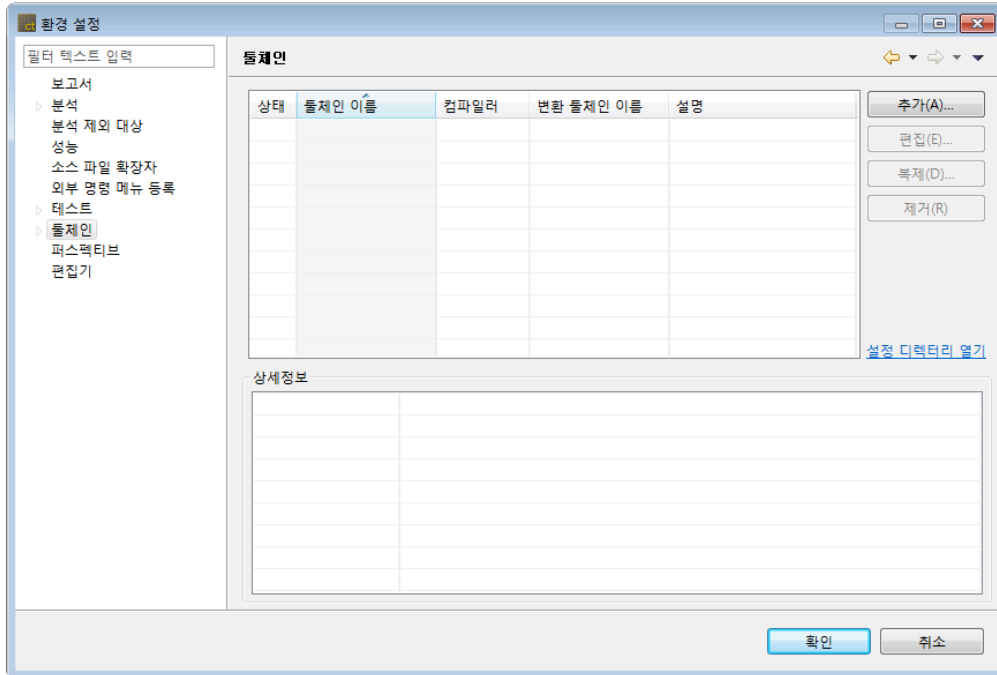 ct 환경 설정
필터 텍스트 입력
보고서
분석
분석 제외 대상
성능
소스 파일 확장자
외부 명령 메뉴 등록
테스트
툴체인
퍼스펙티브
편집기
툴체인
상태 툴체인 이름 컴파일러 변환 툴체인 이름 설명
추가(A)...
편집(E)...
복제(D)...
제거(R)
설정 디렉터리 열기
상세정보
확인 취소